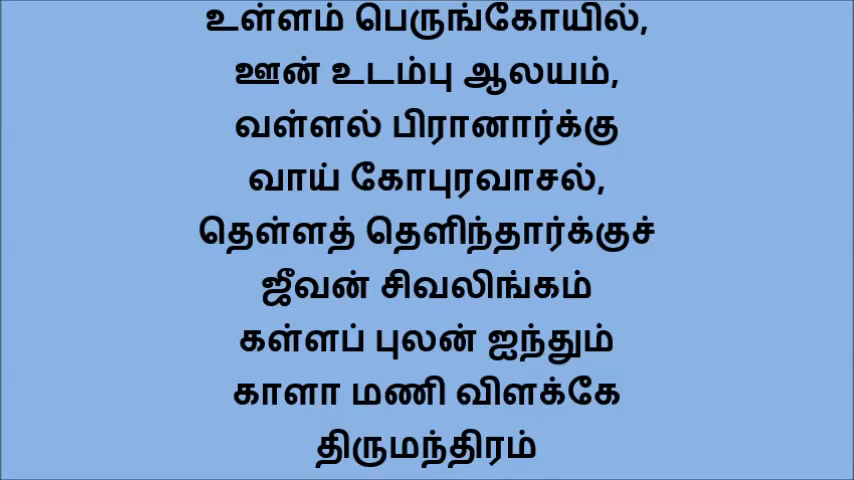 உள்ளம் பெருங்கோயில்,
ஊன் உடம்பு ஆலயம்,
வள்ளல் பிரானார்க்கு
வாய் கோபுரவாசல்,
தெள்ளத் தெளிந்தார்க்குச்
ஜீவன் சிவலிங்கம்
கள்ளப் புலன் ஐந்தும்
காளா மணி விளக்கே
திருமந்திரம்